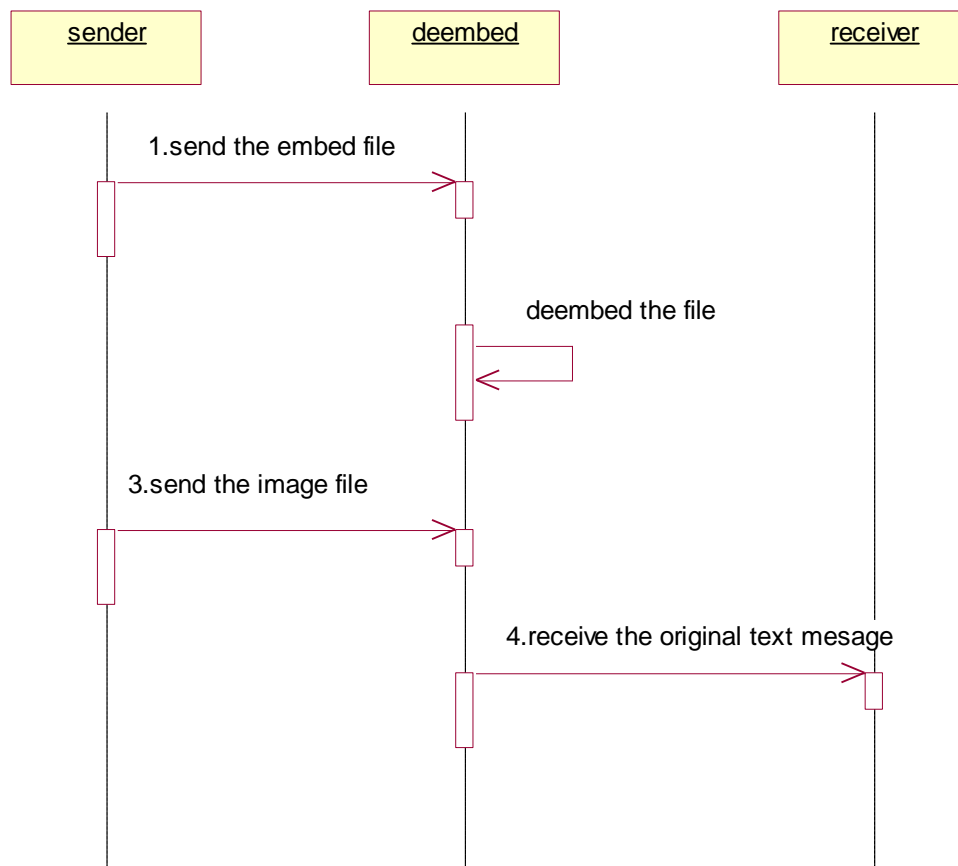 sender
deembed
receiver
1.send the embed file
deembed the file
3.send the image file
4.receive the original text mesage